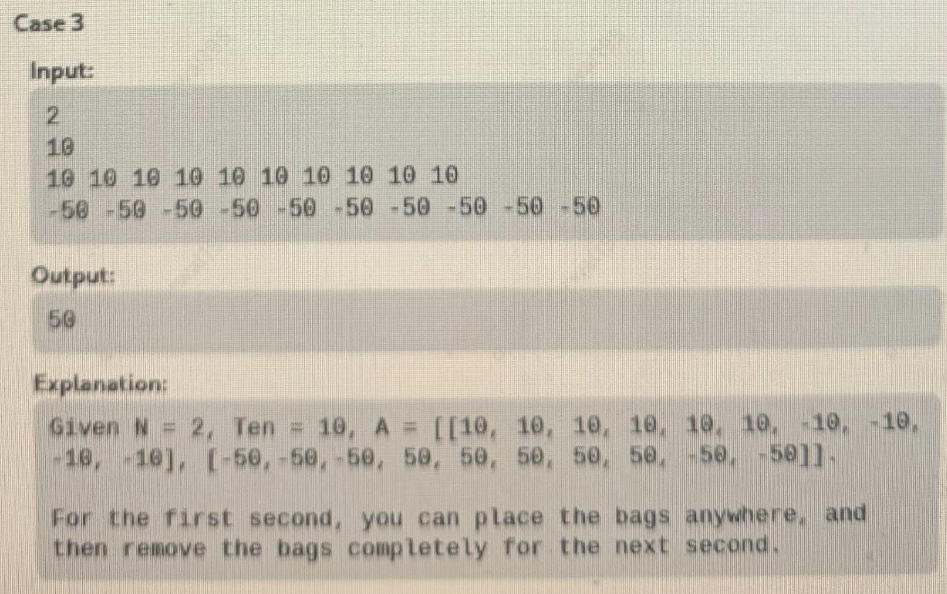 Case 3
Input:
2
10
10 10 10 10 10 10 10 10 10 10
-50 -50 -50 -50 -50 -50 -50 -50 -50 -50
Output:
50
Explanation:
Given N = 2, Ten = 10, A = [[10, 10, 10, 10, 10, 10, -10, -10,
-10, -10], [-50,-50,-50, 50, 50, 50, 50, 50, -50, -50]].
For the first second, you can place the bags anywhere, and
then remove the bags completely for the next second.